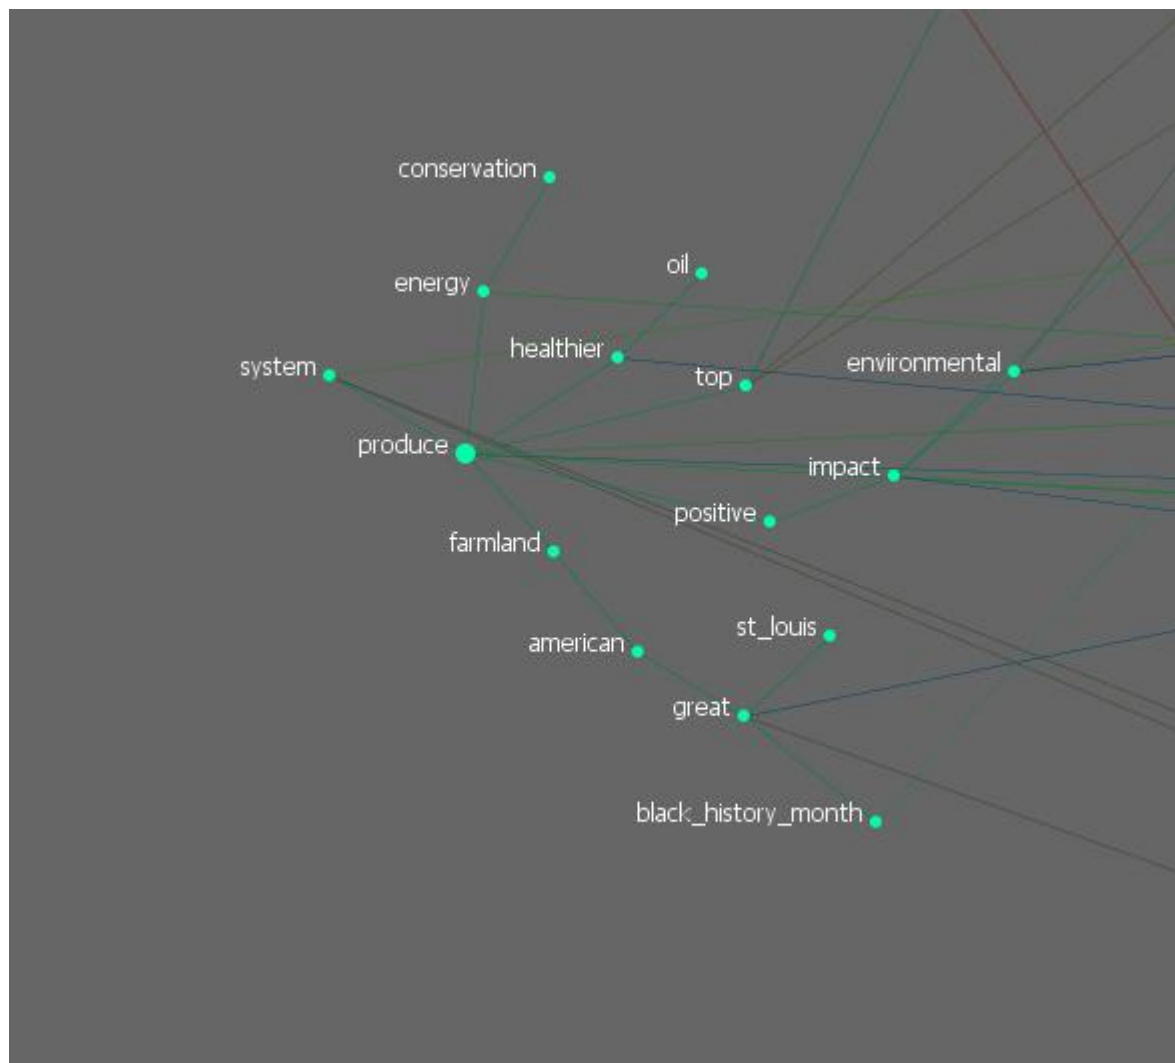 conservation
oil
energy
healthier
environmental
system
top
produce
impact
positive
farmland
st_louis
american
great
black_history_month